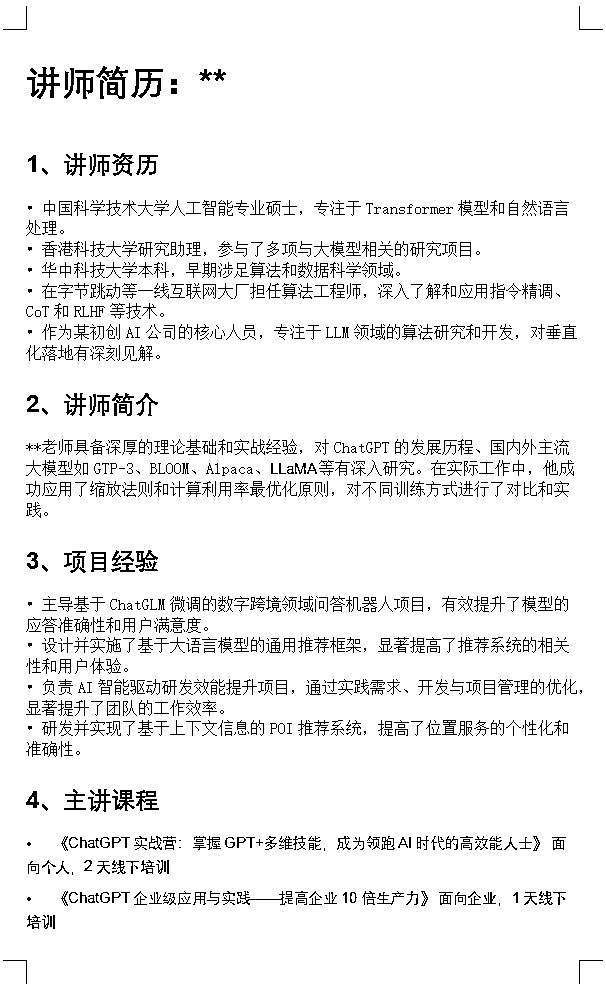 讲师简历：**
1、讲师资历
• 中国科学技术大学人工智能专业硕士，专注于 Transformer 模型和自然语言
处理。
• 香港科技大学研究助理，参与了多项与大模型相关的研究项目。
• 华中科技大学本科，早期涉足算法和数据科学领域。
• 在字节跳动等一线互联网大厂担任算法工程师，深入了解和应用指令精调、
CoT 和 RLHF 等技术。
• 作为某初创 AI 公司的核心人员，专注于 LLM 领域的算法研究和开发，对垂直
化落地有深刻见解。
2、讲师简介
**老师具备深厚的理论基础和实战经验，对 ChatGPT 的发展历程、国内外主流
大模型如 GTP-3、BLOOM、Alpaca、LLaMA等有深入研究。在实际工作中，他成
功应用了缩放法则和计算利用率最优化原则，对不同训练方式进行了对比和实
践。
3、项目经验
• 主导基于 ChatGLM 微调的数字跨境领域问答机器人项目，有效提升了模型的
应答准确性和用户满意度。
• 设计并实施了基于大语言模型的通用推荐框架，显著提高了推荐系统的相关
性和用户体验。
• 负责 AI 智能驱动研发效能提升项目，通过实践需求、开发与项目管理的优化，
显著提升了团队的工作效率。
• 研发并实现了基于上下文信息的 POI 推荐系统，提高了位置服务的个性化和
准确性。
4、主讲课程
• 《ChatGPT 实战营：掌握 GPT+多维技能，成为领跑 AI 时代的高效能人士》 面
向个人，2 天线下培训
• 《ChatGPT 企业级应用与实践——提高企业 10 倍生产力》 面向企业，1 天线下
培训